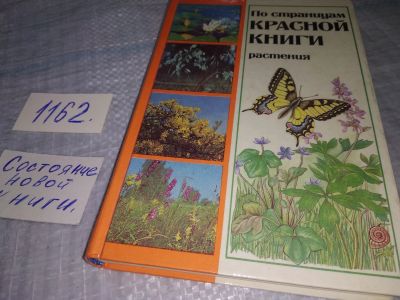 По страницам
КРАСНОЙ
КНИГИ
растения
1162.
Состояние
новой
книги.